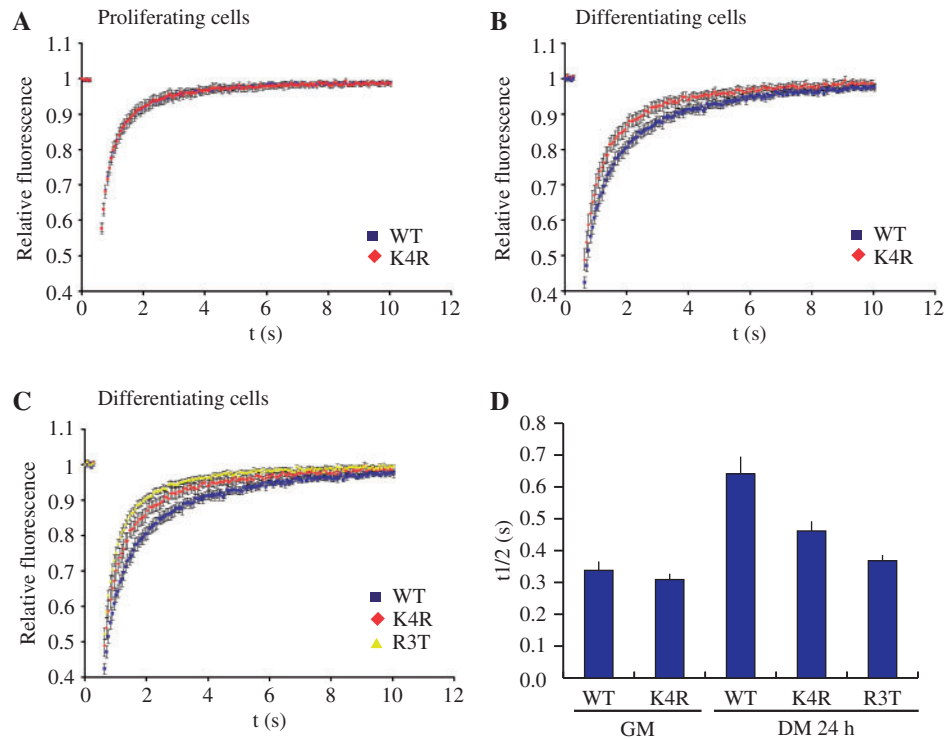 A Proliferating cells
1.1
1
0.9
0.8
0.7
0.6
0.5
0.4
Relative fluorescence
WT
K4R
0 2 4 6 8 10 12
t (s)
B Differentiating cells
1.1
1
0.9
0.8
0.7
0.6
0.5
0.4
Relative fluorescence
WT
K4R
0 2 4 6 8 10 12
t (s)
C Differentiating cells
1.1
1
0.9
0.8
0.7
0.6
0.5
0.4
Relative fluorescence
WT
K4R
R3T
0 2 4 6 8 10 12
t (s)
D
0.8
0.7
0.6
0.5
0.4
0.3
0.2
0.1
0.0
t1/2 (s)
WT K4R WT K4R R3T
GM DM 24 h